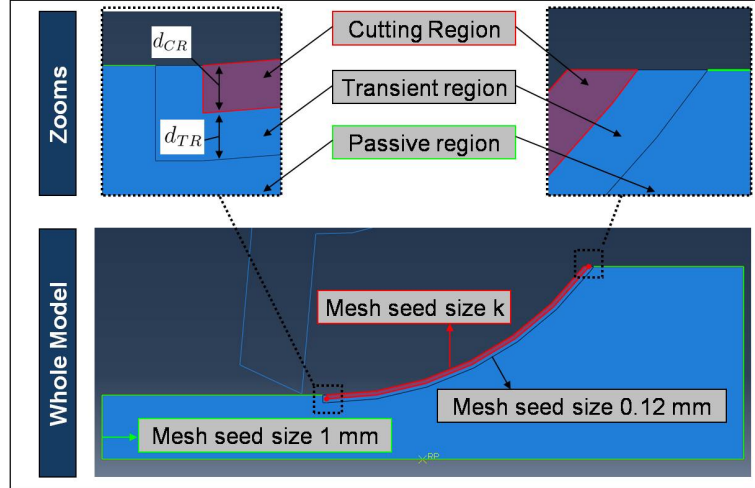 Zooms
d_CR
d_TR
Cutting Region
Transient region
Passive region
Whole Model
Mesh seed size k
Mesh seed size 0.12 mm
Mesh seed size 1 mm
RP